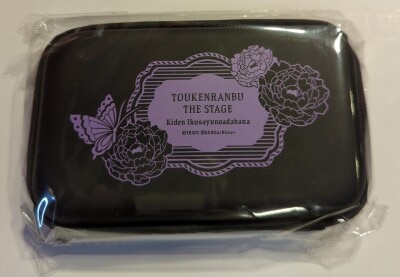 TOUKENRANBU
THE STAGE
Kiden Ikusayunoadabana